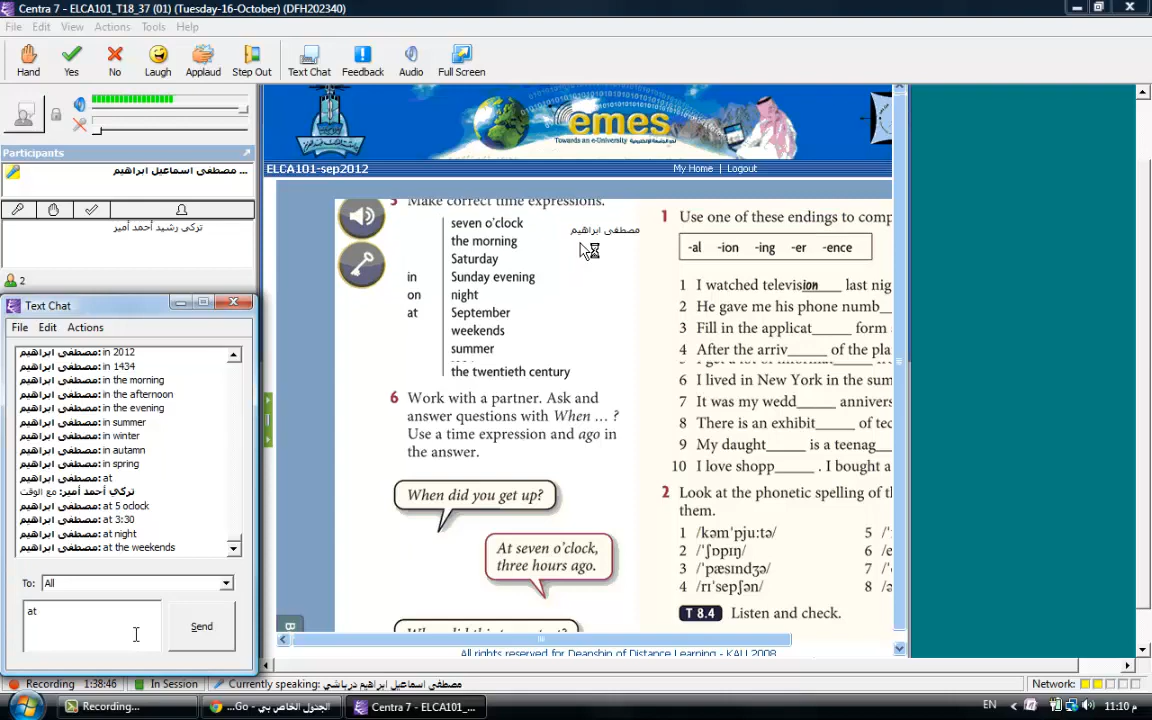 Centra 7 - ELCA101_T18_37 (01) (Tuesday-16-October) (DFH202340)
File Edit View Actions Tools Help
Hand Yes No Laugh Applaud Step Out Text Chat Feedback Audio Full Screen
Participants
مصطفى اسماعيل ابراهيم ...
تركي رشيد أحمد أمير
2
Text Chat
File Edit Actions
مصطفى ابراهيم: in 2012
مصطفى ابراهيم: in 1434
مصطفى ابراهيم: in the morning
مصطفى ابراهيم: in the afternoon
مصطفى ابراهيم: in the evening
مصطفى ابراهيم: in summer
مصطفى ابراهيم: in winter
مصطفى ابراهيم: in autamn
مصطفى ابراهيم: in spring
مصطفى ابراهيم: at
تركي أحمد أمير: مع الوقت
مصطفى ابراهيم: at 5 oclock
مصطفى ابراهيم: at 3:30
مصطفى ابراهيم: at night
مصطفى ابراهيم: at the weekends
To: All
at
Send
emes
Towards an e-University
ELCA101-sep2012
My Home | Logout
5 Make correct time expressions.
in
on
at
seven o'clock
the morning
Saturday
Sunday evening
night
September
weekends
summer
the twentieth century
مصطفى ابراهيم
6 Work with a partner. Ask and
answer questions with When … ?
Use a time expression and ago in
the answer.
When did you get up?
At seven o'clock,
three hours ago.
1 Use one of these endings to comp
-al -ion -ing -er -ence
1 I watched television last nig
2 He gave me his phone numb____
3 Fill in the applicat____ form
4 After the arriv____ of the pla
6 I lived in New York in the sum
7 It was my wedd____ annivers
8 There is an exhibit____ of tec
9 My daught____ is a teenag__
10 I love shopp____ . I bought a
2 Look at the phonetic spelling of th
them.
1 /kəmˈpjuːtə/ 5 /ˈ
2 /ˈʃɒpɪŋ/ 6 /e
3 /ˈpæsɪndʒə/ 7 /ˈ
4 /rɪˈsepʃən/ 8 /ə
T 8.4 Listen and check.
All rights reserved for Deanship of Distance Learning - KAU 2008
Recording 1:38:46 In Session Currently speaking: مصطفى اسماعيل ابراهيم درباشي Network:
Recording... الجدول الخاص بي - Go... Centra 7 - ELCA101_... EN 11:10 م